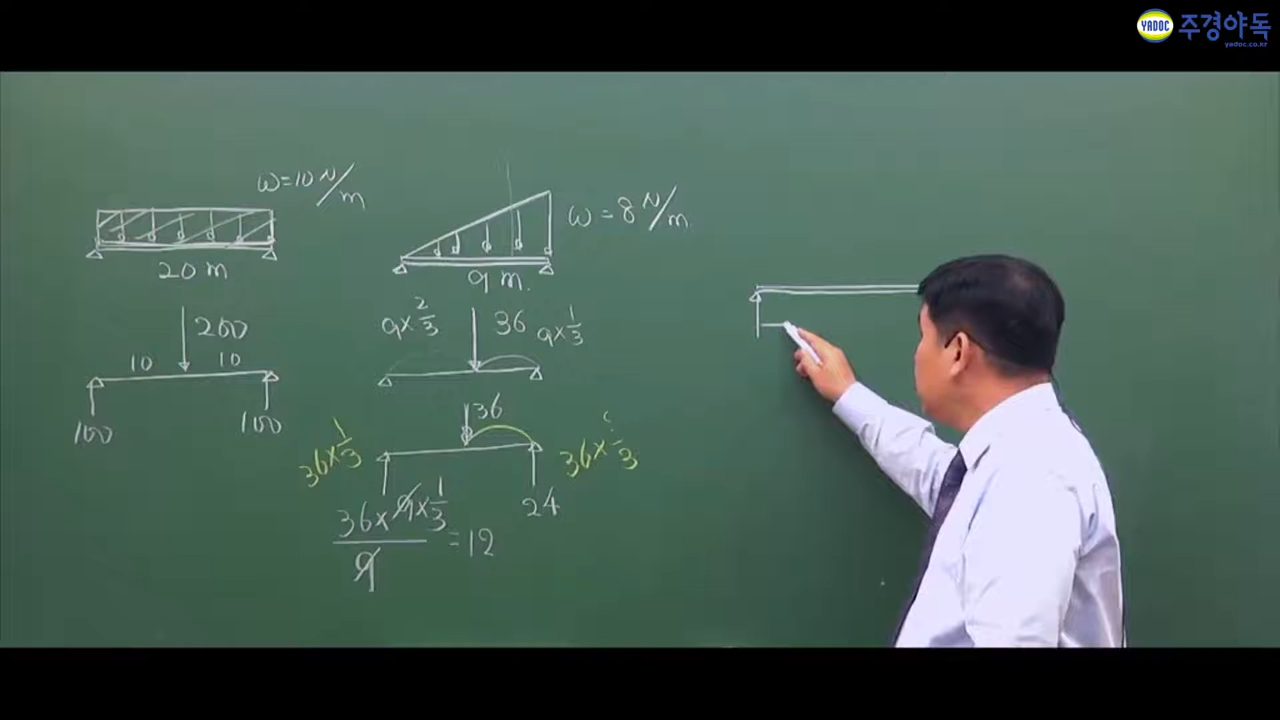 YADOC 주경야독
yadoc.co.kr
ω=10 N/m
20 m
200
10 10
100 100
ω=8 N/m
9 m.
9×2/3 36 9×1/3
36
36×1/3 36×?/3
36×9×1/3
9
=12
24